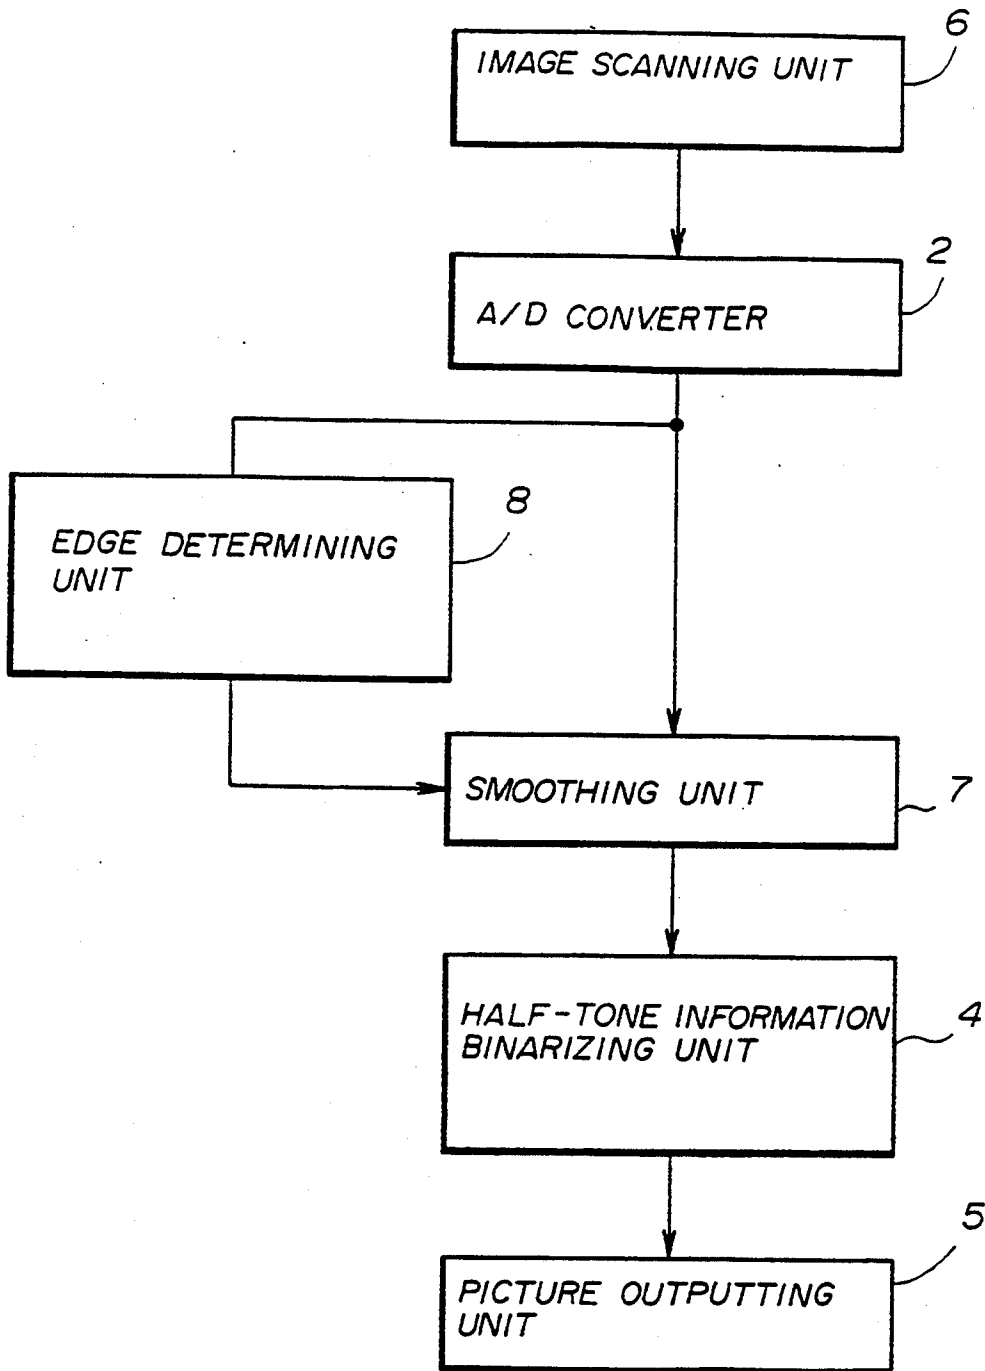 6
IMAGE SCANNING UNIT
2
A/D CONVERTER
8
EDGE DETERMINING
UNIT
SMOOTHING UNIT
7
HALF-TONE INFORMATION
BINARIZING UNIT
4
5
PICTURE OUTPUTTING
UNIT